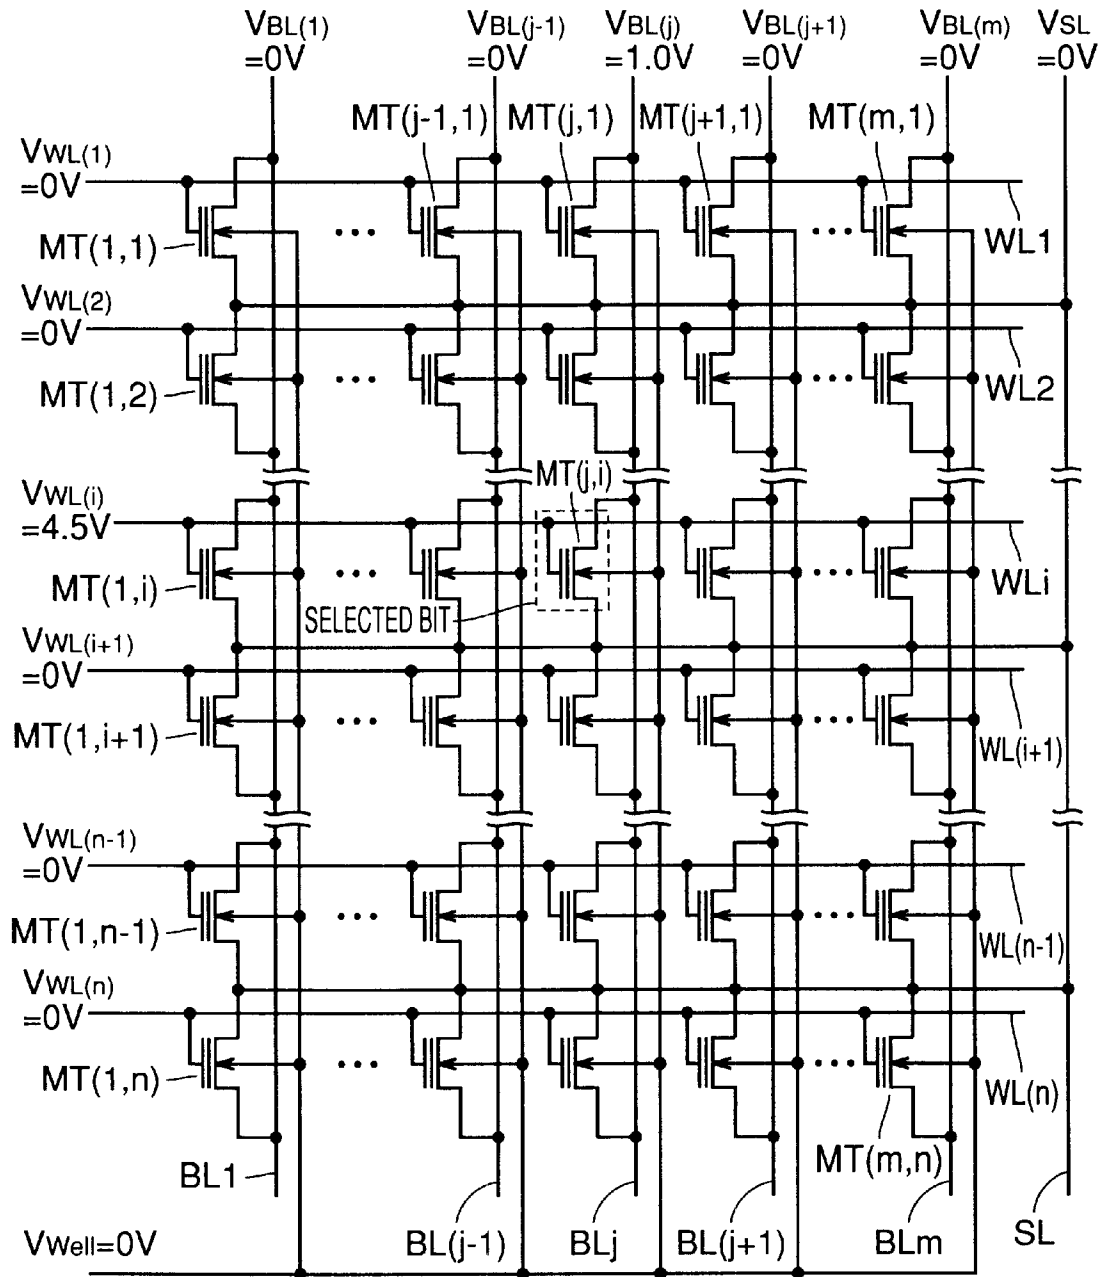 VBL(1) =0V
VBL(j-1) =0V
VBL(j) =1.0V
VBL(j+1) =0V
VBL(m) =0V
VSL =0V
MT(j-1,1)
MT(j,1)
MT(j+1,1)
MT(m,1)
VWL(1)
=0V
MT(1,1)
WL1
VWL(2)
=0V
MT(1,2)
WL2
MT(j,i)
VWL(i)
=4.5V
MT(1,i)
WLi
SELECTED BIT
VWL(i+1)
=0V
MT(1,i+1)
WL(i+1)
VWL(n-1)
=0V
MT(1,n-1)
WL(n-1)
VWL(n)
=0V
MT(1,n)
WL(n)
MT(m,n)
BL1
BL(j-1)
BLj
BL(j+1)
BLm
SL
VWell=0V